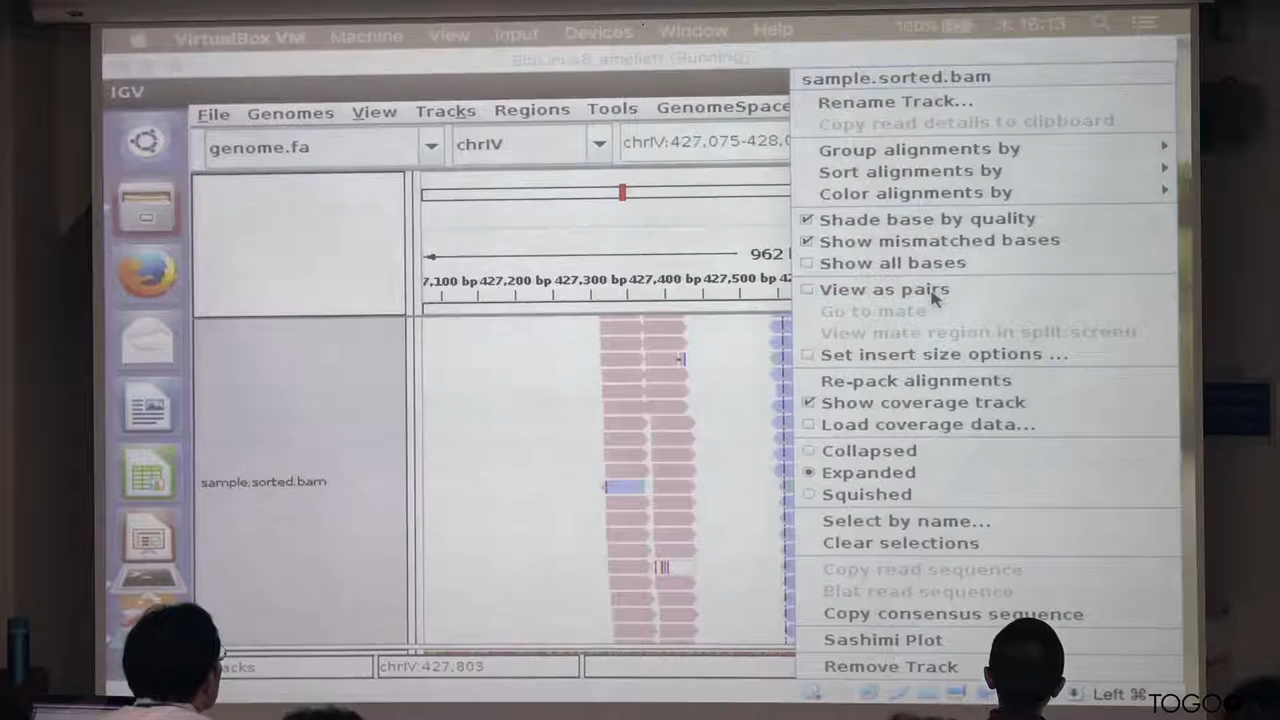 VirtualBox VM Machine View Input Devices Window Help 100% 木 16:13
(Running)
IGV
File Genomes View Tracks Regions Tools GenomeSpace
genome.fa chrIV chrIV:427,075-428,0
962
7,100 bp 427,200 bp 427,300 bp 427,400 bp 427,500 bp
sample.sorted.bam
acks chrIV:427,803
sample.sorted.bam
Rename Track...
Copy read details to clipboard
Group alignments by
Sort alignments by
Color alignments by
Shade base by quality
Show mismatched bases
Show all bases
View as pairs
Go to mate
View mate region in split screen
Set insert size options ...
Re-pack alignments
Show coverage track
Load coverage data...
Collapsed
Expanded
Squished
Select by name...
Clear selections
Copy read sequence
Blat read sequence
Copy consensus sequence
Sashimi Plot
Remove Track
Left ⌘
TOGO